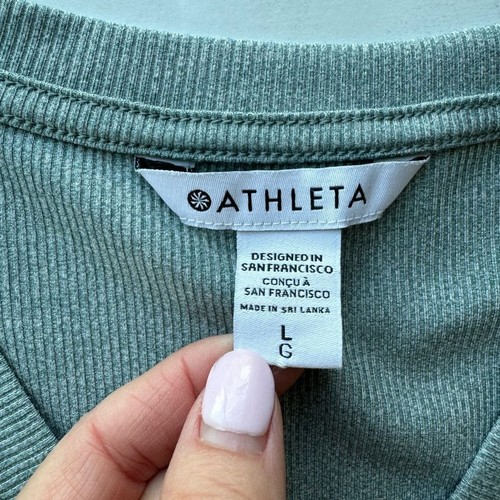 ATHLETA
DESIGNED IN
SAN FRANCISCO
CONÇU À
SAN FRANCISCO
MADE IN SRI LANKA
L
G